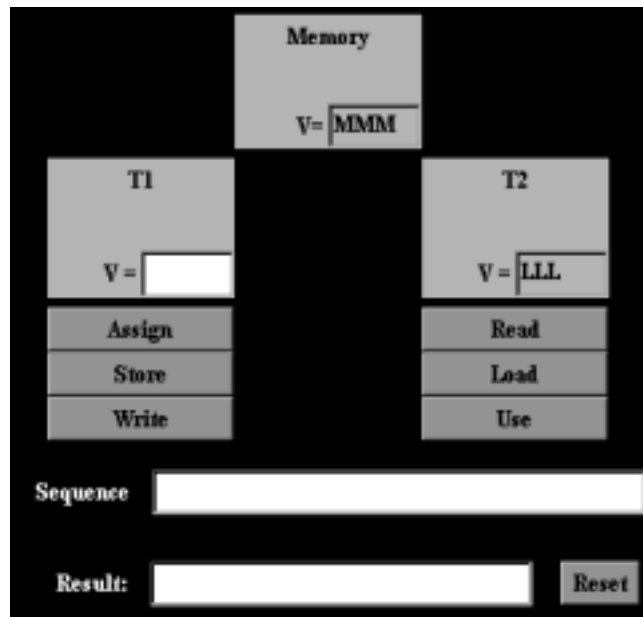 Memory
V= MMM
T1 T2
V = V = LLL
Assign Read
Store Load
Write Use
Sequence
Result: Reset